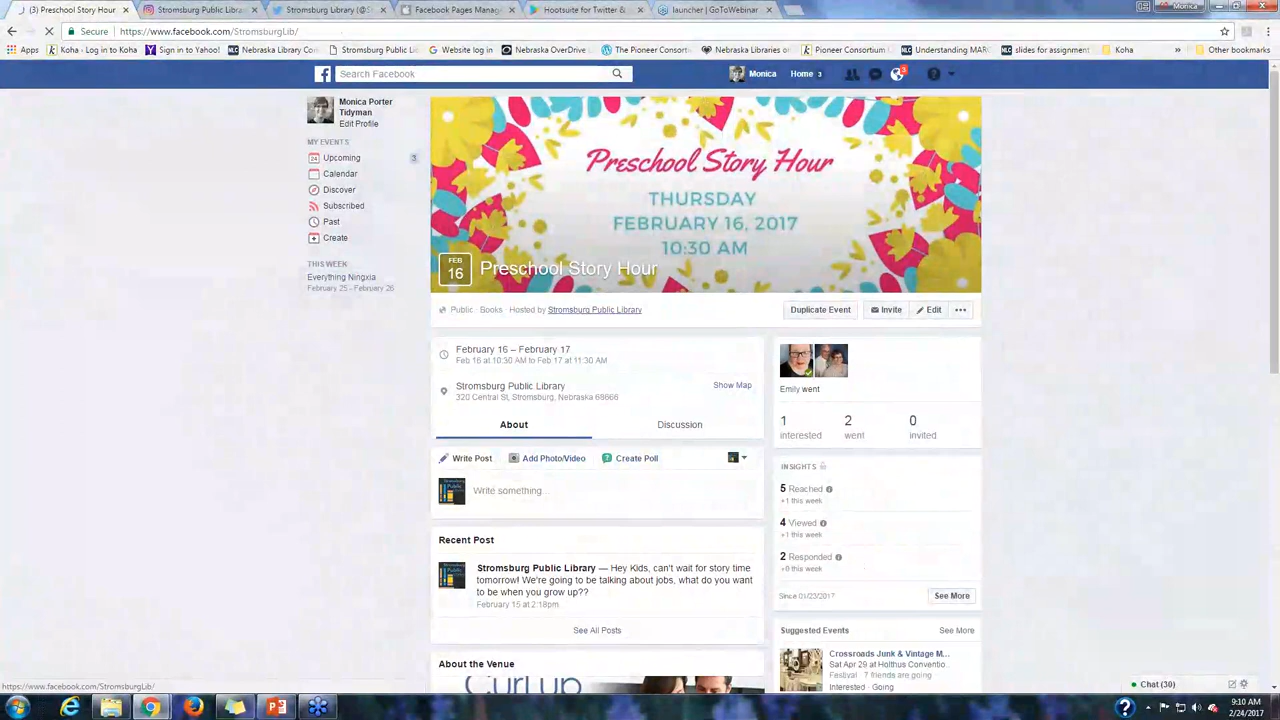 Preschool Story Ho
Stromsburg Public Libra
Stromsburg Library (@S
Facebook Pages Manage
Hootsuite for Twitter &
launcher | GoToWebinar
Monica
Secure
https://www.facebook.com/StromsburgLib/
Apps
Koha · Log in to Koha
Sign in to Yahoo!
Nebraska Library Com
Stromsburg Public Lib
Website log in
Nebraska OverDrive
The Pioneer Consort
Nebraska Libraries on
Pioneer Consortium
Understanding MARC
slides for assignment
Koha
Other bookmarks
Search Facebook
Monica
Home 3
3
Monica Porter
Tidyman
Edit Profile
MY EVENTS
24 Upcoming 3
Calendar
Discover
Subscribed
Past
Create
THIS WEEK
Everything Ningxia
February 25 - February 26
Preschool Story Hour
THURSDAY
FEBRUARY 16, 2017
10:30 AM
FEB
16
Preschool Story Hour
Public · Books · Hosted by Stromsburg Public Library
Duplicate Event
Invite
Edit
February 16 – February 17
Feb 16 at 10:30 AM to Feb 17 at 11:30 AM
Stromsburg Public Library
Show Map
320 Central St, Stromsburg, Nebraska 68666
About
Discussion
Write Post
Add Photo/Video
Create Poll
Write something...
Recent Post
Stromsburg Public Library — Hey Kids, can't wait for story time
tomorrow! We're going to be talking about jobs, what do you want
to be when you grow up??
February 15 at 2:18pm
See All Posts
About the Venue
Curl up
Emily went
1
interested
2
went
0
invited
INSIGHTS
5 Reached
+1 this week
4 Viewed
+1 this week
2 Responded
+0 this week
Since 01/23/2017
See More
Suggested Events
See More
Crossroads Junk & Vintage M...
Sat Apr 29 at Holthus Conventio..
Festival · 7 friends are going
Interested · Going
Chat (30)
https://www.facebook.com/StromsburgLib/
9:10 AM
2/24/2017